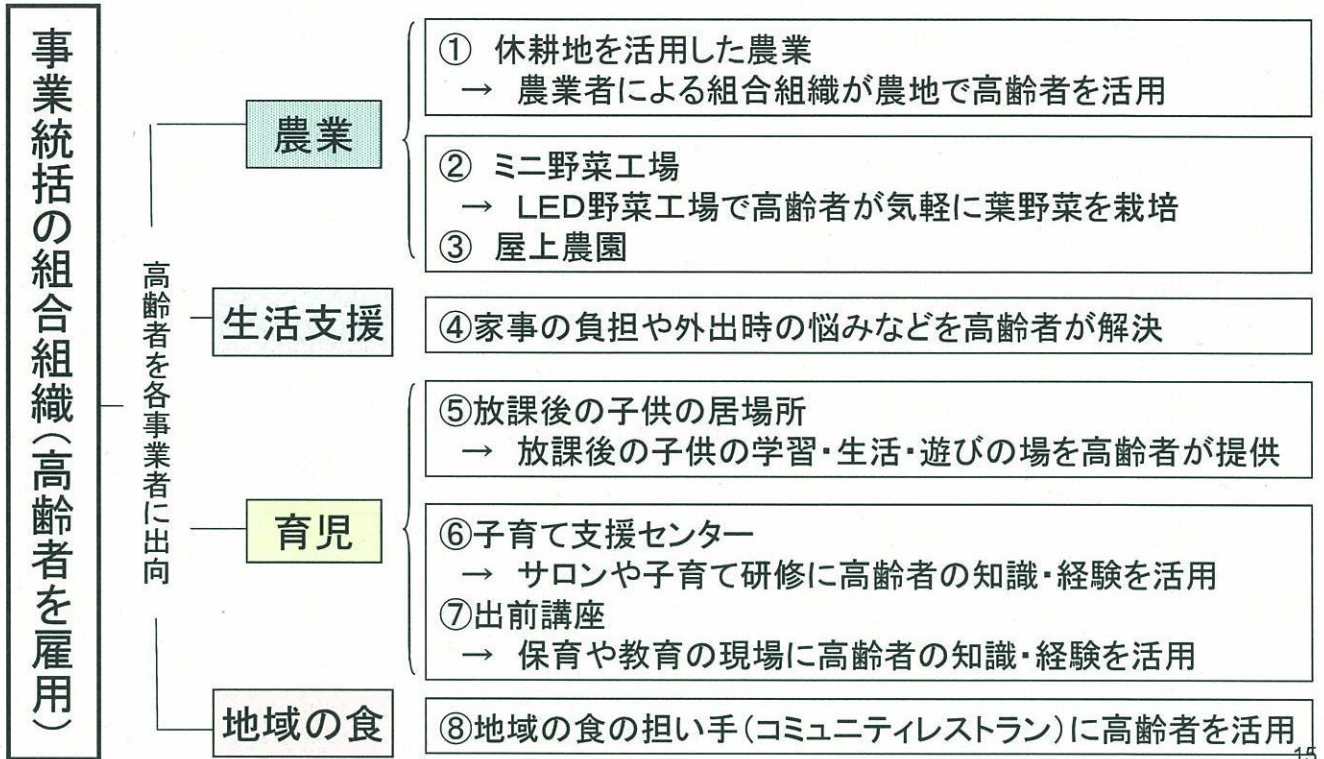 事業統括の組合組織(高齢者を雇用)
高齢者を各事業者に出向
農業
① 休耕地を活用した農業
→ 農業者による組合組織が農地で高齢者を活用
② ミニ野菜工場
→ LED野菜工場で高齢者が気軽に葉野菜を栽培
③ 屋上農園
生活支援
④家事の負担や外出時の悩みなどを高齢者が解決
育児
⑤放課後の子供の居場所
→ 放課後の子供の学習・生活・遊びの場を高齢者が提供
⑥子育て支援センター
→ サロンや子育て研修に高齢者の知識・経験を活用
⑦出前講座
→ 保育や教育の現場に高齢者の知識・経験を活用
地域の食
⑧地域の食の担い手(コミュニティレストラン)に高齢者を活用
15